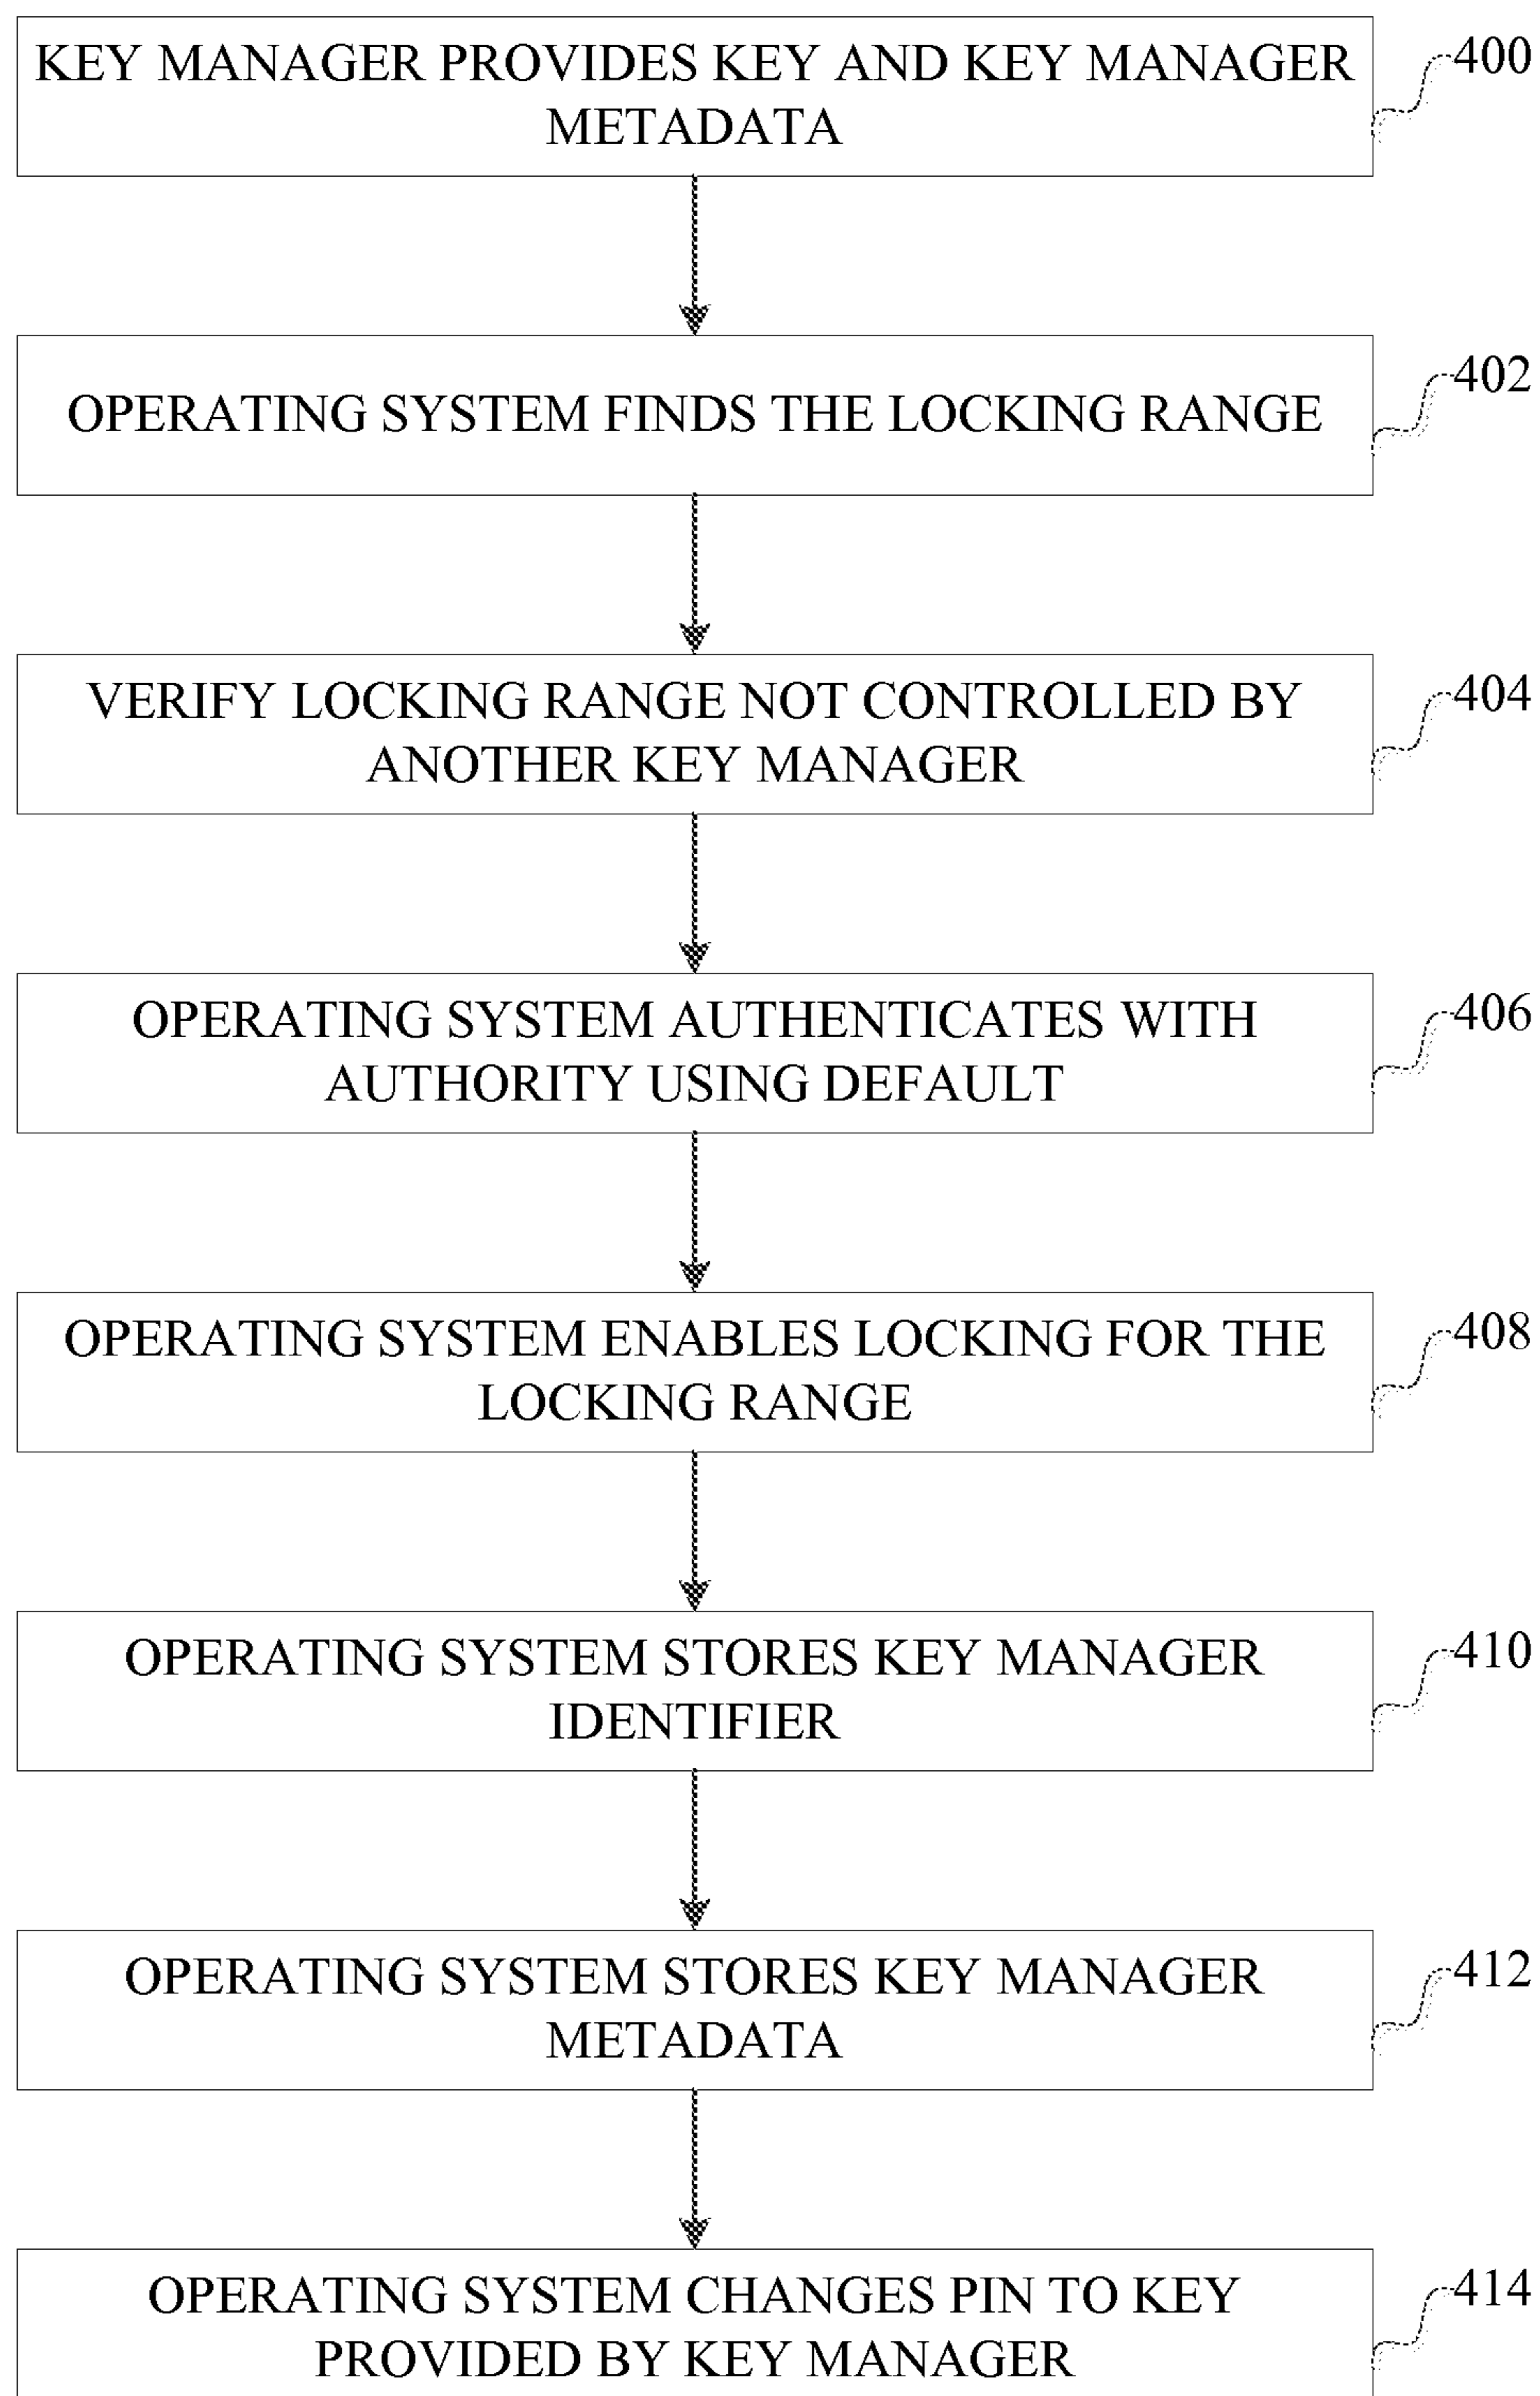 KEY MANAGER PROVIDES KEY AND KEY MANAGER
METADATA
400
OPERATING SYSTEM FINDS THE LOCKING RANGE
402
VERIFY LOCKING RANGE NOT CONTROLLED BY
ANOTHER KEY MANAGER
404
OPERATING SYSTEM AUTHENTICATES WITH
AUTHORITY USING DEFAULT
406
OPERATING SYSTEM ENABLES LOCKING FOR THE
LOCKING RANGE
408
OPERATING SYSTEM STORES KEY MANAGER
IDENTIFIER
410
OPERATING SYSTEM STORES KEY MANAGER
METADATA
412
OPERATING SYSTEM CHANGES PIN TO KEY
PROVIDED BY KEY MANAGER
414